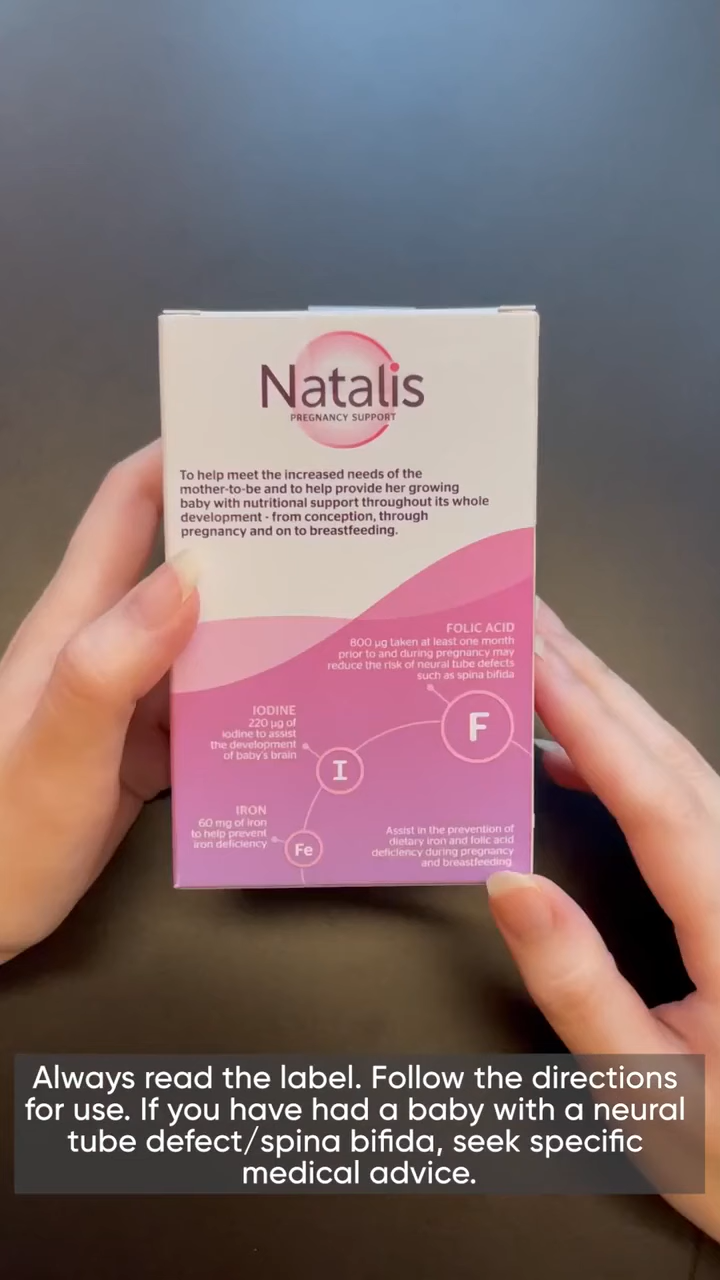 Natalis
PREGNANCY SUPPORT
To help meet the increased needs of the
mother-to-be and to help provide her growing
baby with nutritional support throughout its whole
development - from conception, through
pregnancy and on to breastfeeding.
FOLIC ACID
800 µg taken at least one month
prior to and during pregnancy may
reduce the risk of neural tube defects
such as spina bifida
F
IODINE
220 µg of
iodine to assist
the development
of baby's brain
I
IRON
60 mg of iron
to help prevent
iron deficiency
Fe
Assist in the prevention of
dietary iron and folic acid
deficiency during pregnancy
and breastfeeding.
Always read the label. Follow the directions
for use. If you have had a baby with a neural
tube defect/spina bifida, seek specific
medical advice.